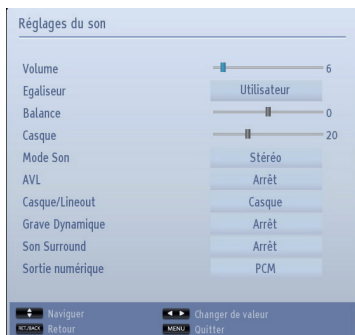 Réglages du son
Volume 6
Egaliseur Utilisateur
Balance 0
Casque 20
Mode Son Stéréo
AVL Arrêt
Casque/Lineout Casque
Grave Dynamique Arrêt
Son Surround Arrêt
Sortie numérique PCM
Naviguer Changer de valeur
RET./BACK Retour MENU Quitter